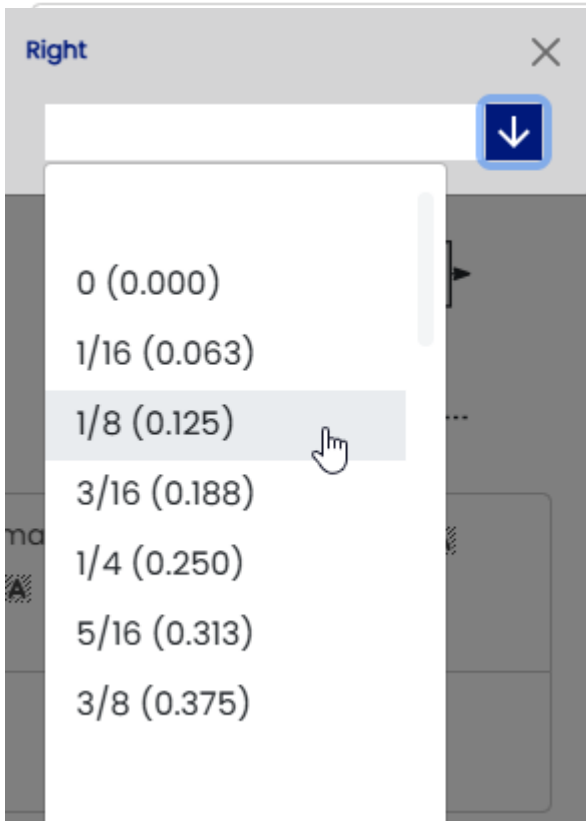 Right
0 (0.000)
1/16 (0.063)
1/8 (0.125)
3/16 (0.188)
ma
1/4 (0.250)
A
5/16 (0.313)
3/8 (0.375)